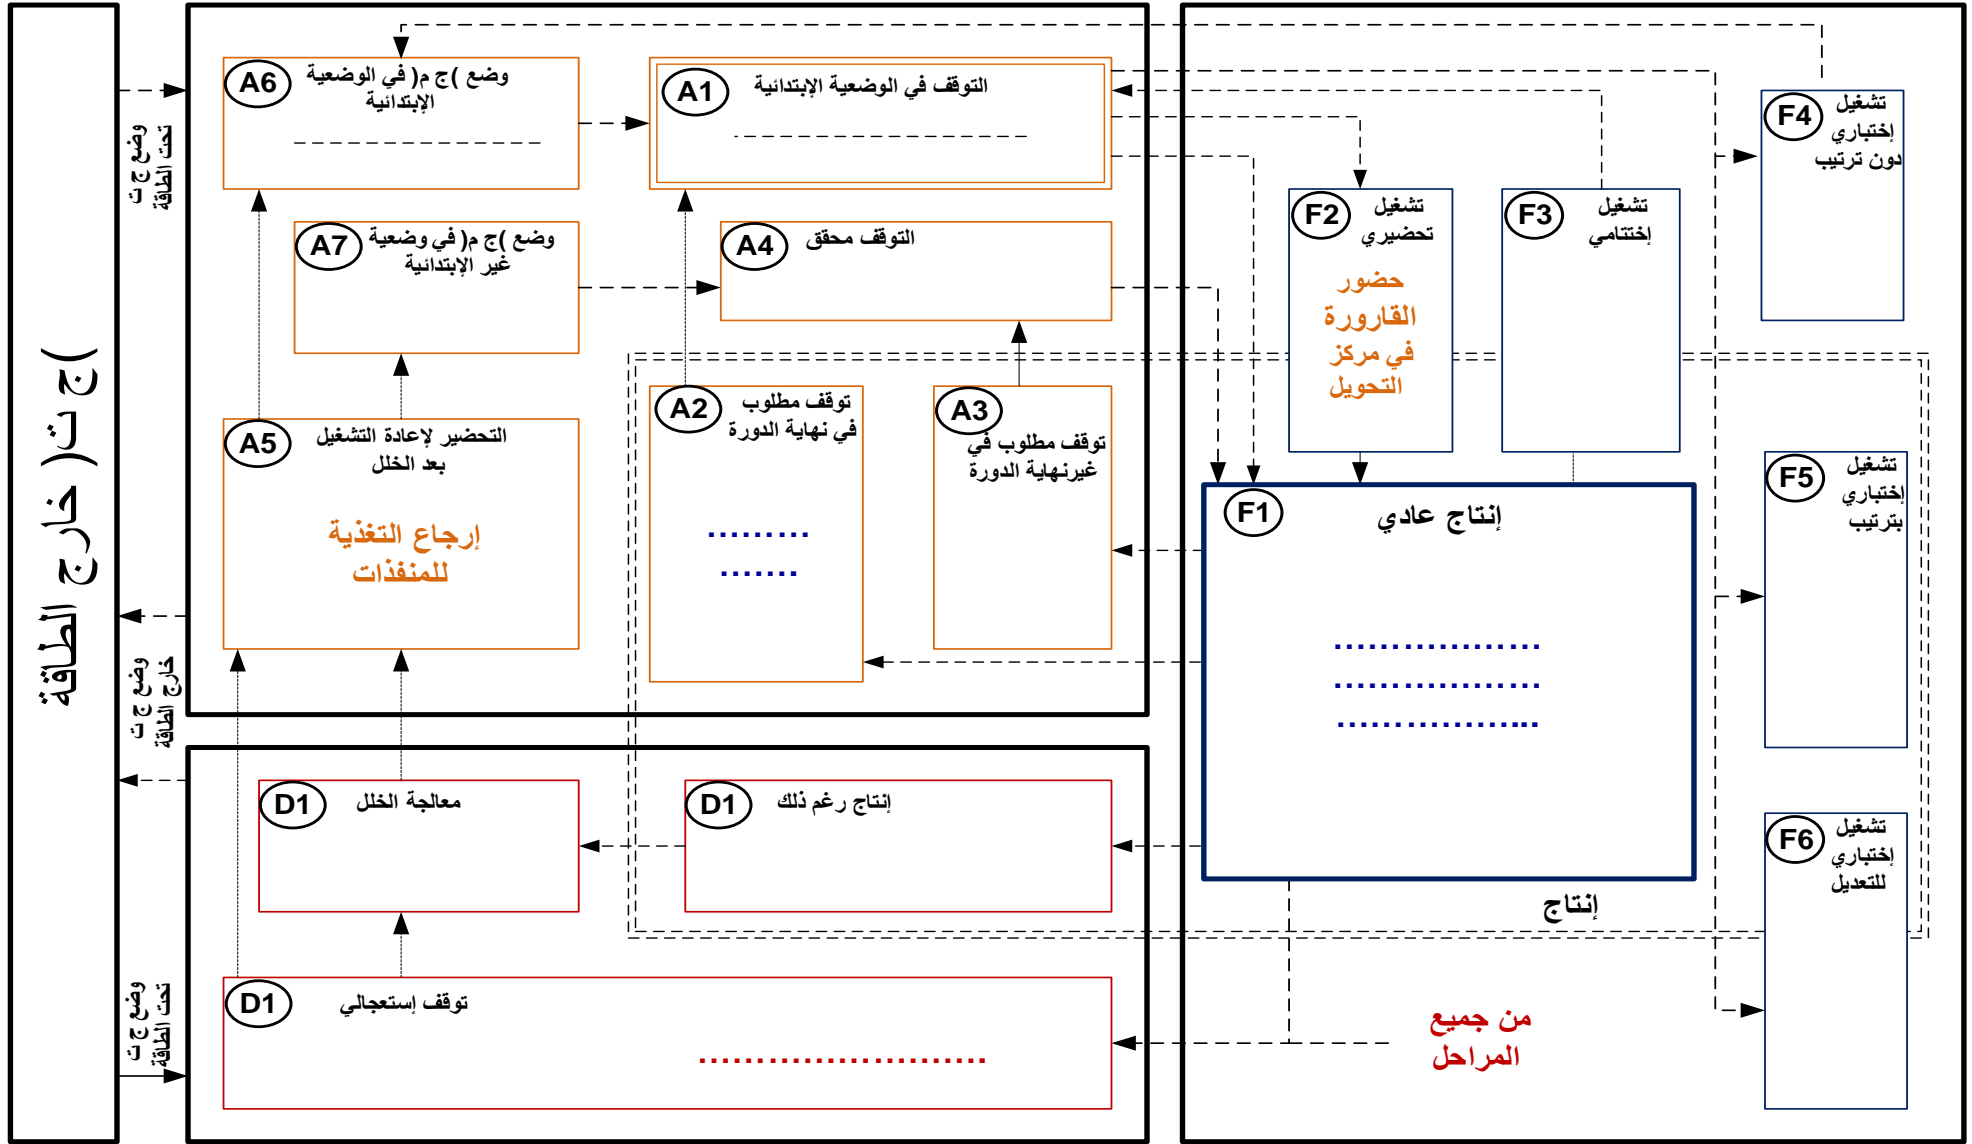 )ج ت( خارج الطاقة
وضع ج ت
تحت الطاقة
وضع ج ت
خارج الطاقة
وضع ج ت
تحت الطاقة
A6
وضع )ج م( في الوضعية
الإبتدائية
A1
التوقف في الوضعية الإبتدائية
A7
وضع )ج م( في وضعية
غير الإبتدائية
A4
التوقف محقق
A5
التحضير لإعادة التشغيل
بعد الخلل
إرجاع التغذية
للمنفذات
A2
توقف مطلوب
في نهاية الدورة
.........
.......
A3
توقف مطلوب في
غيرنهاية الدورة
F4
تشغيل
إختباري
دون ترتيب
F2
تشغيل
تحضيري
حضور
القارورة
في مركز
التحويل
F3
تشغيل
إختتامي
F1
إنتاج عادي
..................
..................
..................
F5
تشغيل
إختباري
بترتيب
F6
تشغيل
إختباري
للتعديل
إنتاج
D1
معالجة الخلل
D1
إنتاج رغم ذلك
D1
توقف إستعجالي
.........................
من جميع
المراحل